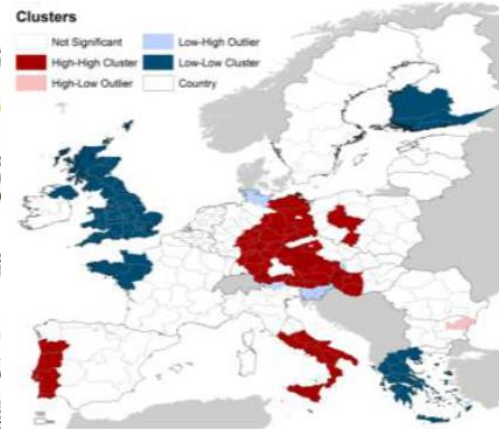 Clusters
Not Significant
High-High Cluster
High-Low Outlier
Low-High Outlier
Low-Low Cluster
Country